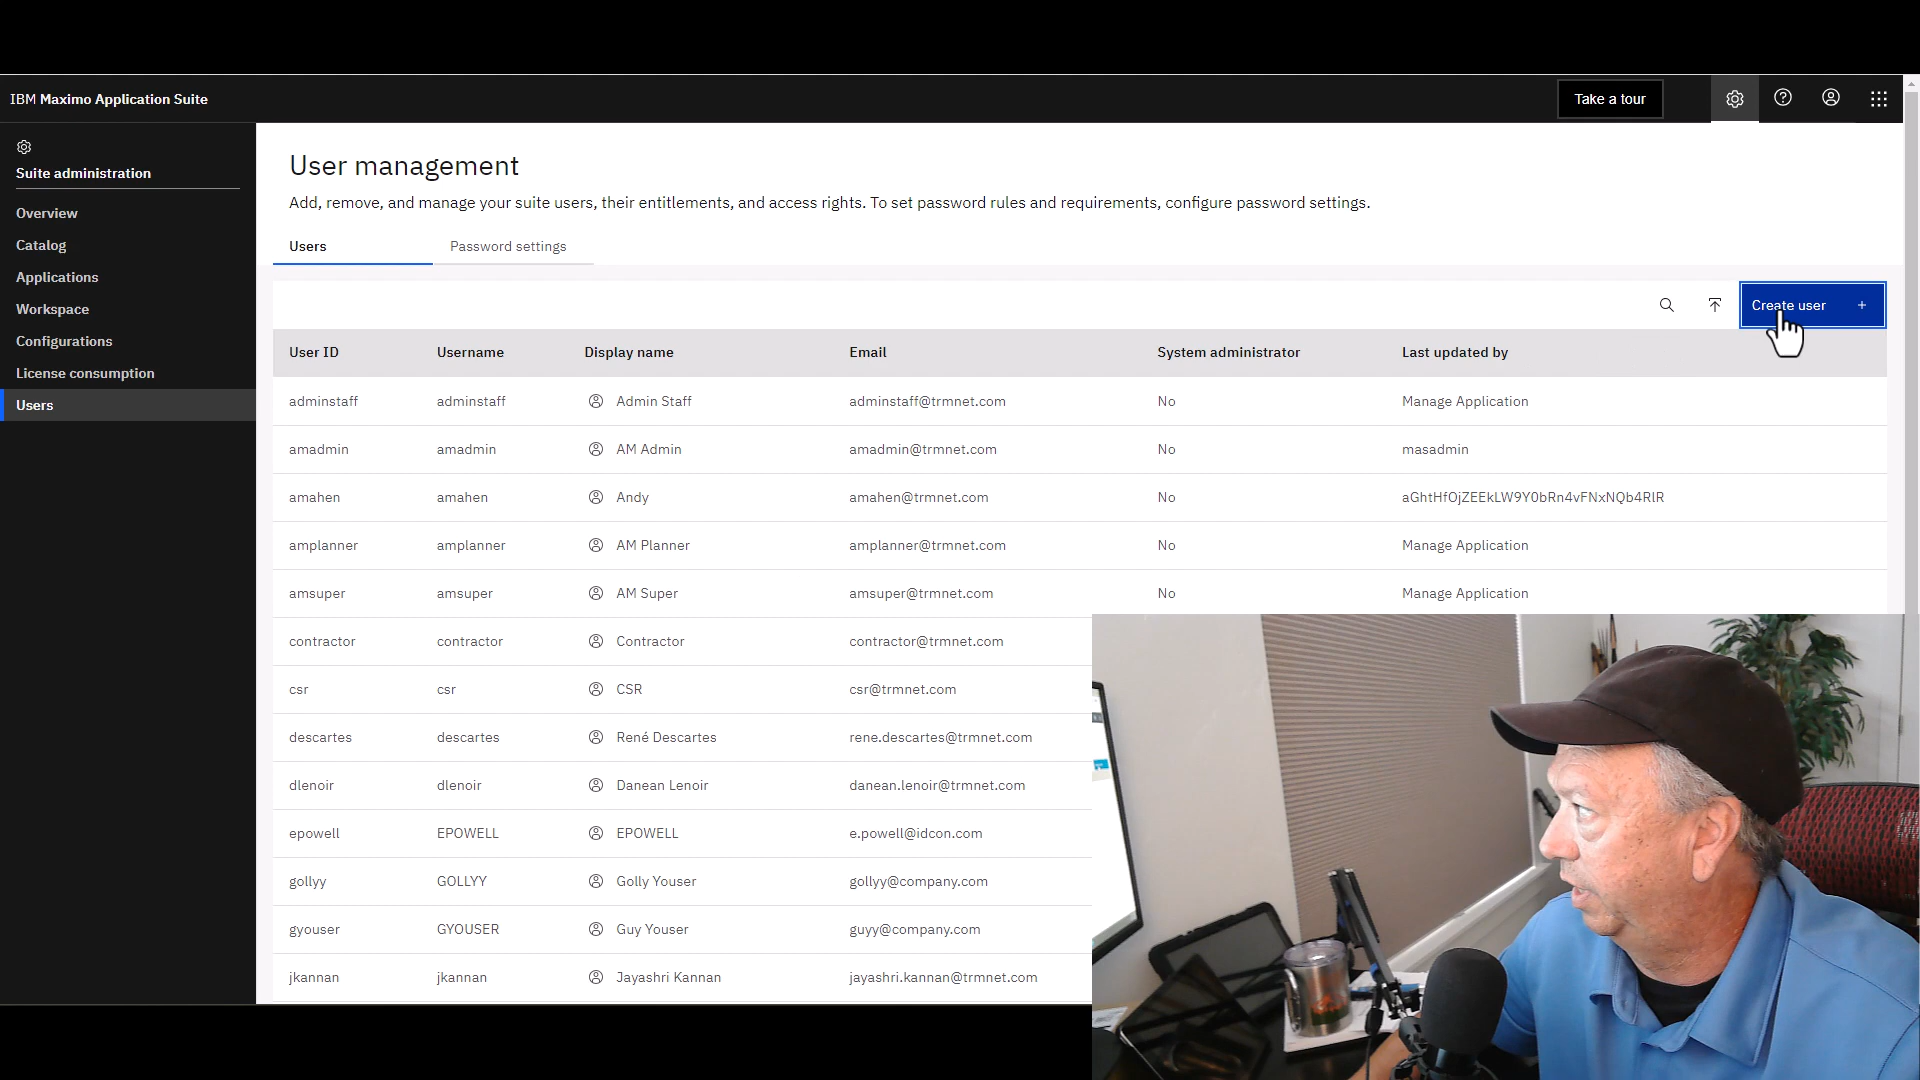 IBM Maximo Application Suite
Take a tour
Suite administration
Overview
Catalog
Applications
Workspace
Configurations
License consumption
Users
User management
Add, remove, and manage your suite users, their entitlements, and access rights. To set password rules and requirements, configure password settings.
Users Password settings
Create user +
User ID Username Display name Email System administrator Last updated by
adminstaff adminstaff Admin Staff adminstaff@trmnet.com No Manage Application
amadmin amadmin AM Admin amadmin@trmnet.com No masadmin
amahen amahen Andy amahen@trmnet.com No aGhtHfOjZEEkLW9Y0bRn4vFNxNQb4RlR
amplanner amplanner AM Planner amplanner@trmnet.com No Manage Application
amsuper amsuper AM Super amsuper@trmnet.com No Manage Application
contractor contractor Contractor contractor@trmnet.com
csr csr CSR csr@trmnet.com
descartes descartes René Descartes rene.descartes@trmnet.com
dlenoir dlenoir Danean Lenoir danean.lenoir@trmnet.com
epowell EPOWELL EPOWELL e.powell@idcon.com
gollyy GOLLYY Golly Youser gollyy@company.com
gyouser GYOUSER Guy Youser guyy@company.com
jkannan jkannan Jayashri Kannan jayashri.kannan@trmnet.com